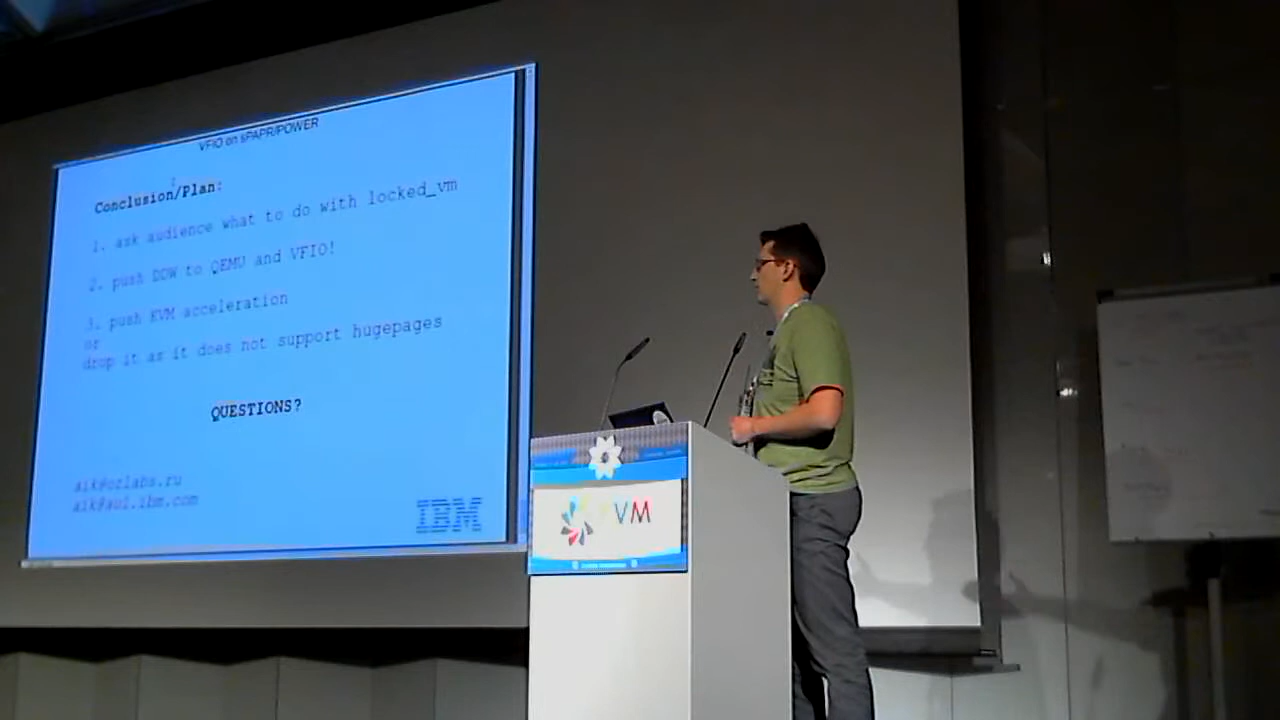 VFIO on sPAPR/POWER
Conclusion/Plan:
1. ask audience what to do with locked_vm
2. push DDW to QEMU and VFIO!
3. push KVM acceleration
or
drop it as it does not support hugepages
QUESTIONS?
aik@ozlabs.ru
aik@au1.ibm.com
IBM
KVM